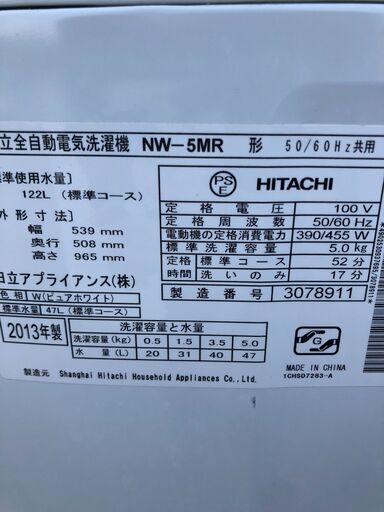 立全自動電気洗濯機 NW-5MR 形 50/60Hz共用
準使用水量]
122L (標準コース)
PS
E
HITACHI
外形寸法]
幅 539 mm
奥行 508 mm
高さ 965 mm
定格電圧 100 V
定格周波数 50/60 Hz
電動機の定格消費電力 390/455 W
標準洗濯容量 5.0kg
定格標準コース 52分
時間洗いのみ 17分
日立アプライアンス(株)
色相 W(ピュアホワイト)
標準水量 47L(標準コース)
製造番号 3078911
2013年製
洗濯容量と水量
洗濯容量(kg) 0.5 1.5 3.5 5.0
水量(L) 20 31 40 47
G
MADE IN CHINA
1CHSD7283-A
製造元 Shanghai Hitachi Household Appliances Co.,Ltd.